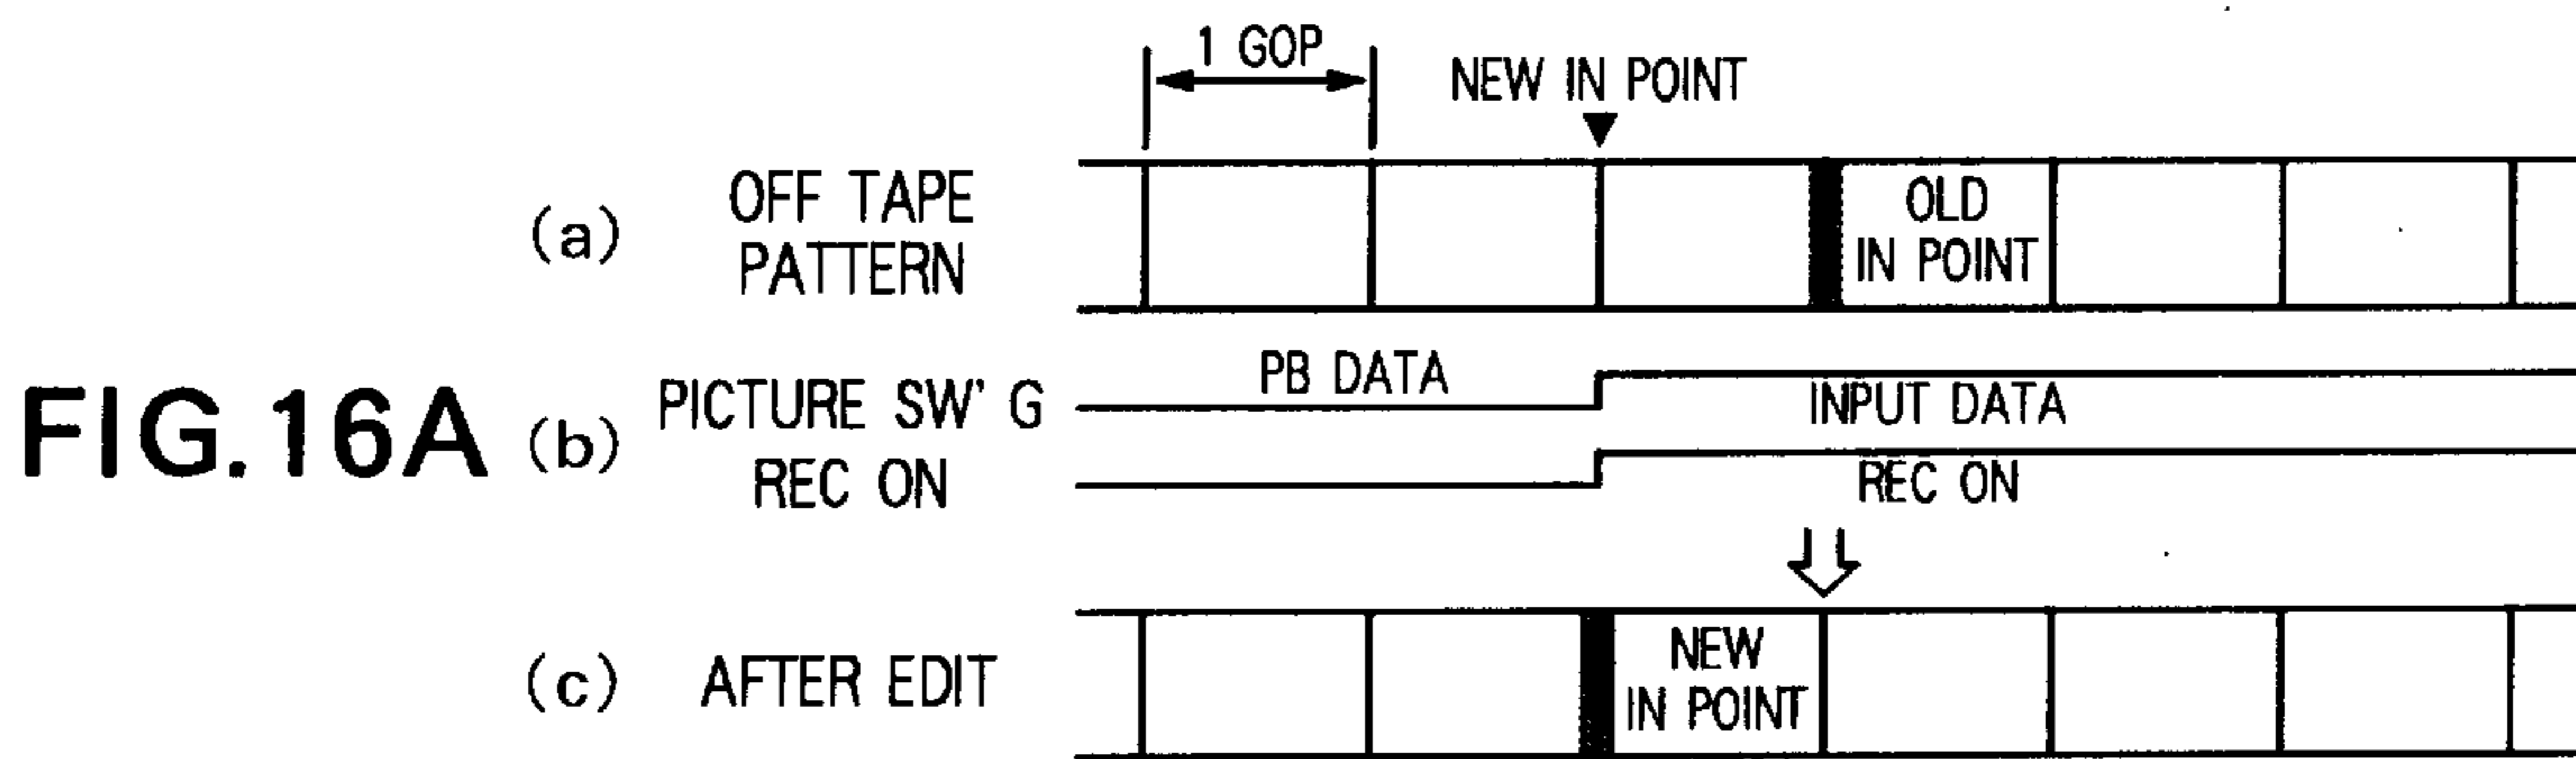 1 GOP
NEW IN POINT
(a) OFF TAPE
PATTERN
OLD
IN POINT
FIG.16A
(b) PICTURE SW' G
REC ON
PB DATA
INPUT DATA
REC ON
(c) AFTER EDIT
NEW
IN POINT